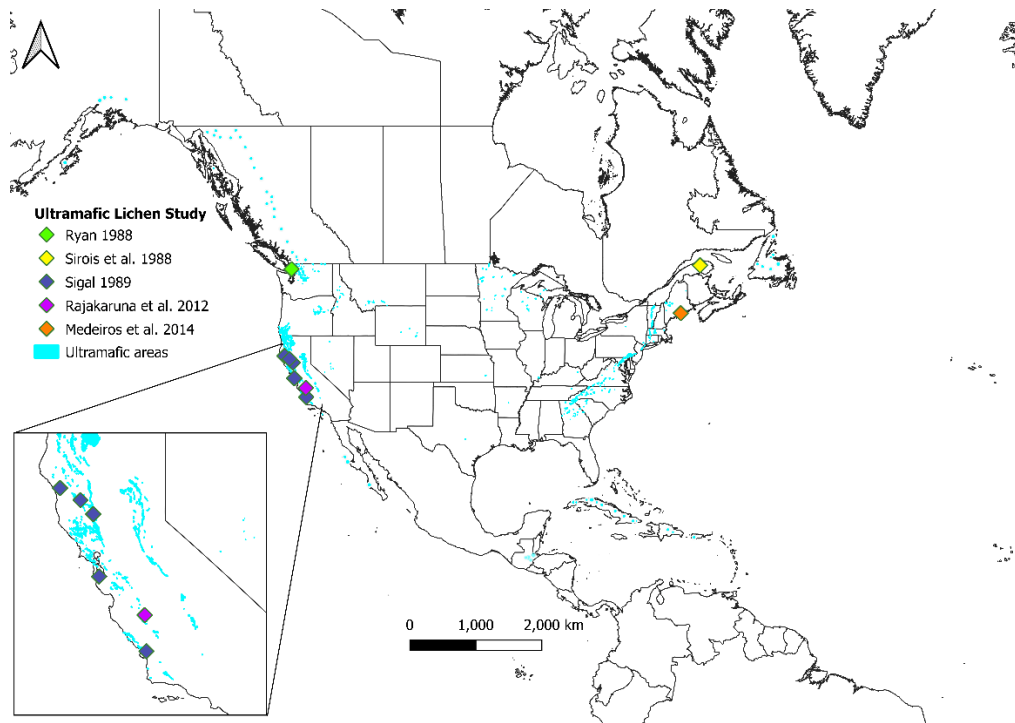 Ultramafic Lichen Study
Ryan 1988
Sirois et al. 1988
Sigal 1989
Rajakaruna et al. 2012
Medeiros et al. 2014
Ultramafic areas
0 1,000 2,000 km